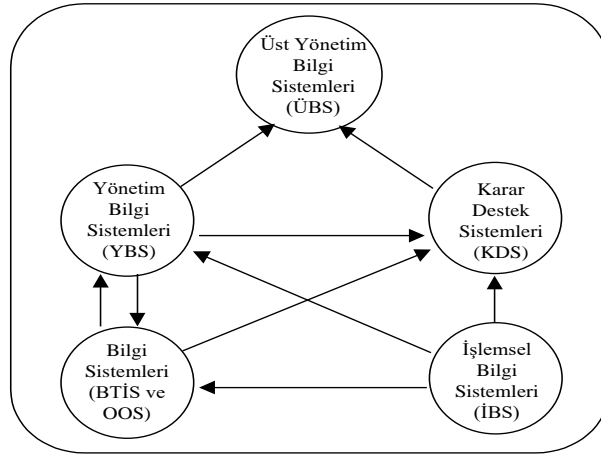 Üst Yönetim
Bilgi
Sistemleri
(ÜBS)
Yönetim
Bilgi
Sistemleri
(YBS)
Karar
Destek
Sistemleri
(KDS)
Bilgi
Sistemleri
(BTİS ve
OOS)
İşlemsel
Bilgi
Sistemleri
(İBS)